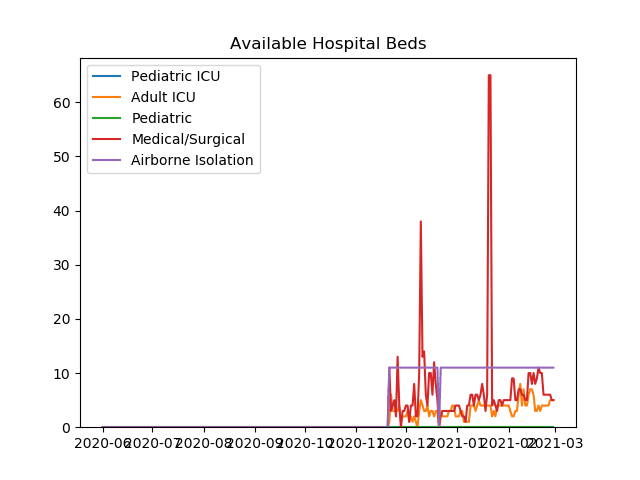 Available Hospital Beds
Pediatric ICU
Adult ICU
Pediatric
Medical/Surgical
Airborne Isolation
60
50
40
30
20
10
0
2020-06 2020-07 2020-08 2020-09 2020-10 2020-11 2020-12 2021-01 2021-02 2021-03